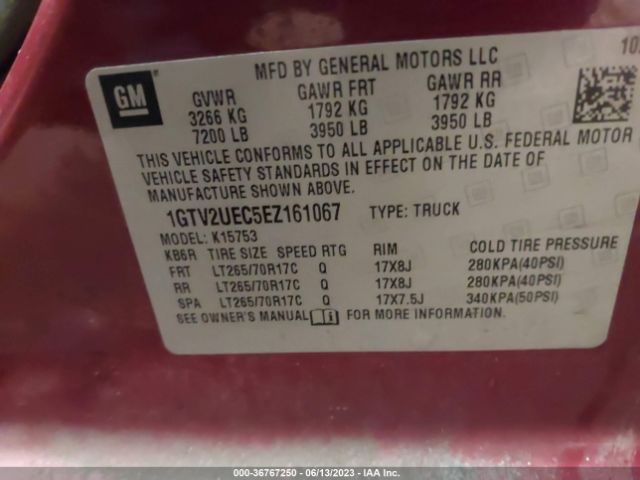 MFD BY GENERAL MOTORS LLC
10
GM
GVWR GAWR FRT GAWR RR
3266 KG 1792 KG 1792 KG
7200 LB 3950 LB 3950 LB
THIS VEHICLE CONFORMS TO ALL APPLICABLE U.S. FEDERAL MOTOR
VEHICLE SAFETY STANDARDS IN EFFECT ON THE DATE OF
MANUFACTURE SHOWN ABOVE.
1GTV2UEC5EZ161067 TYPE: TRUCK
MODEL: K15753
KB6R TIRE SIZE SPEED RTG RIM COLD TIRE PRESSURE
FRT LT265/70R17C Q 17X8J 280KPA(40PSI)
RR LT265/70R17C Q 17X8J 280KPA(40PSI)
SPA LT265/70R17C Q 17X7.5J 340KPA(50PSI)
SEE OWNER'S MANUAL FOR MORE INFORMATION.
000-36767250 - 06/13/2023 - IAA Inc.